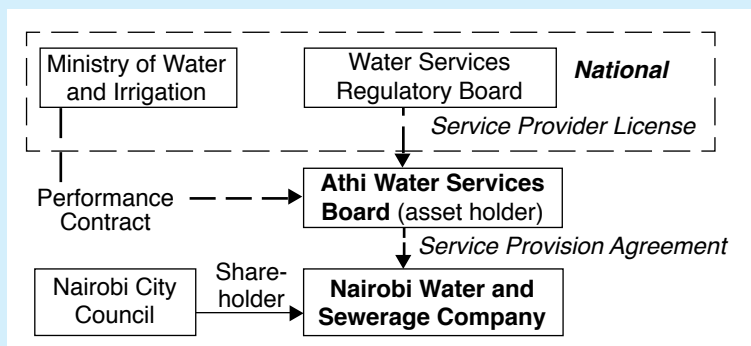 Ministry of Water
and Irrigation
Water Services
Regulatory Board
National
Service Provider License
Performance
Contract
Athi Water Services
Board (asset holder)
Service Provision Agreement
Nairobi City
Council
Share-
holder
Nairobi Water and
Sewerage Company